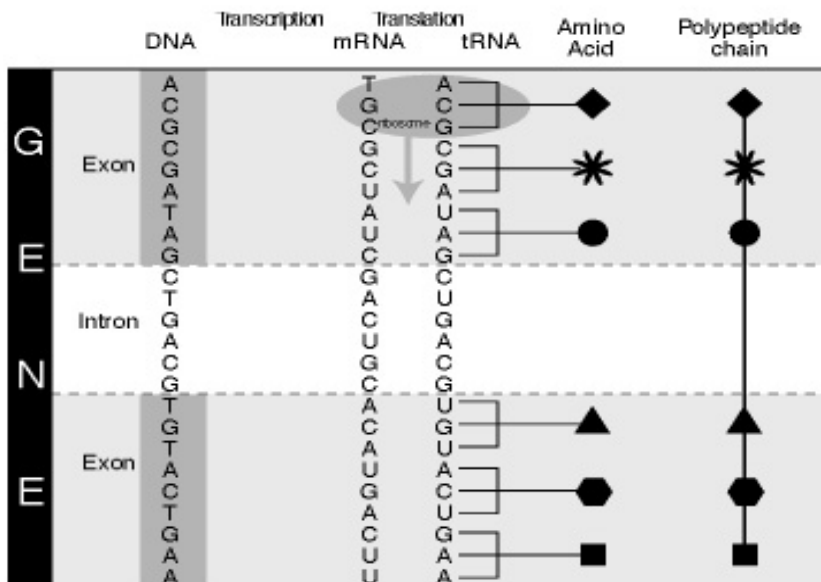 Transcription Translation
DNA mRNA tRNA Amino Acid Polypeptide chain
A T A
C G C
G C ribosome G
G C G C
Exon G C G
A U A
T A U
A U A
E G C G
C G C
T A U
Intron G C G
A U A
C G C
N G C G
T A U
G C G
T A U
Exon A U A
E C G C
T A U
G C G
A U A
A U A